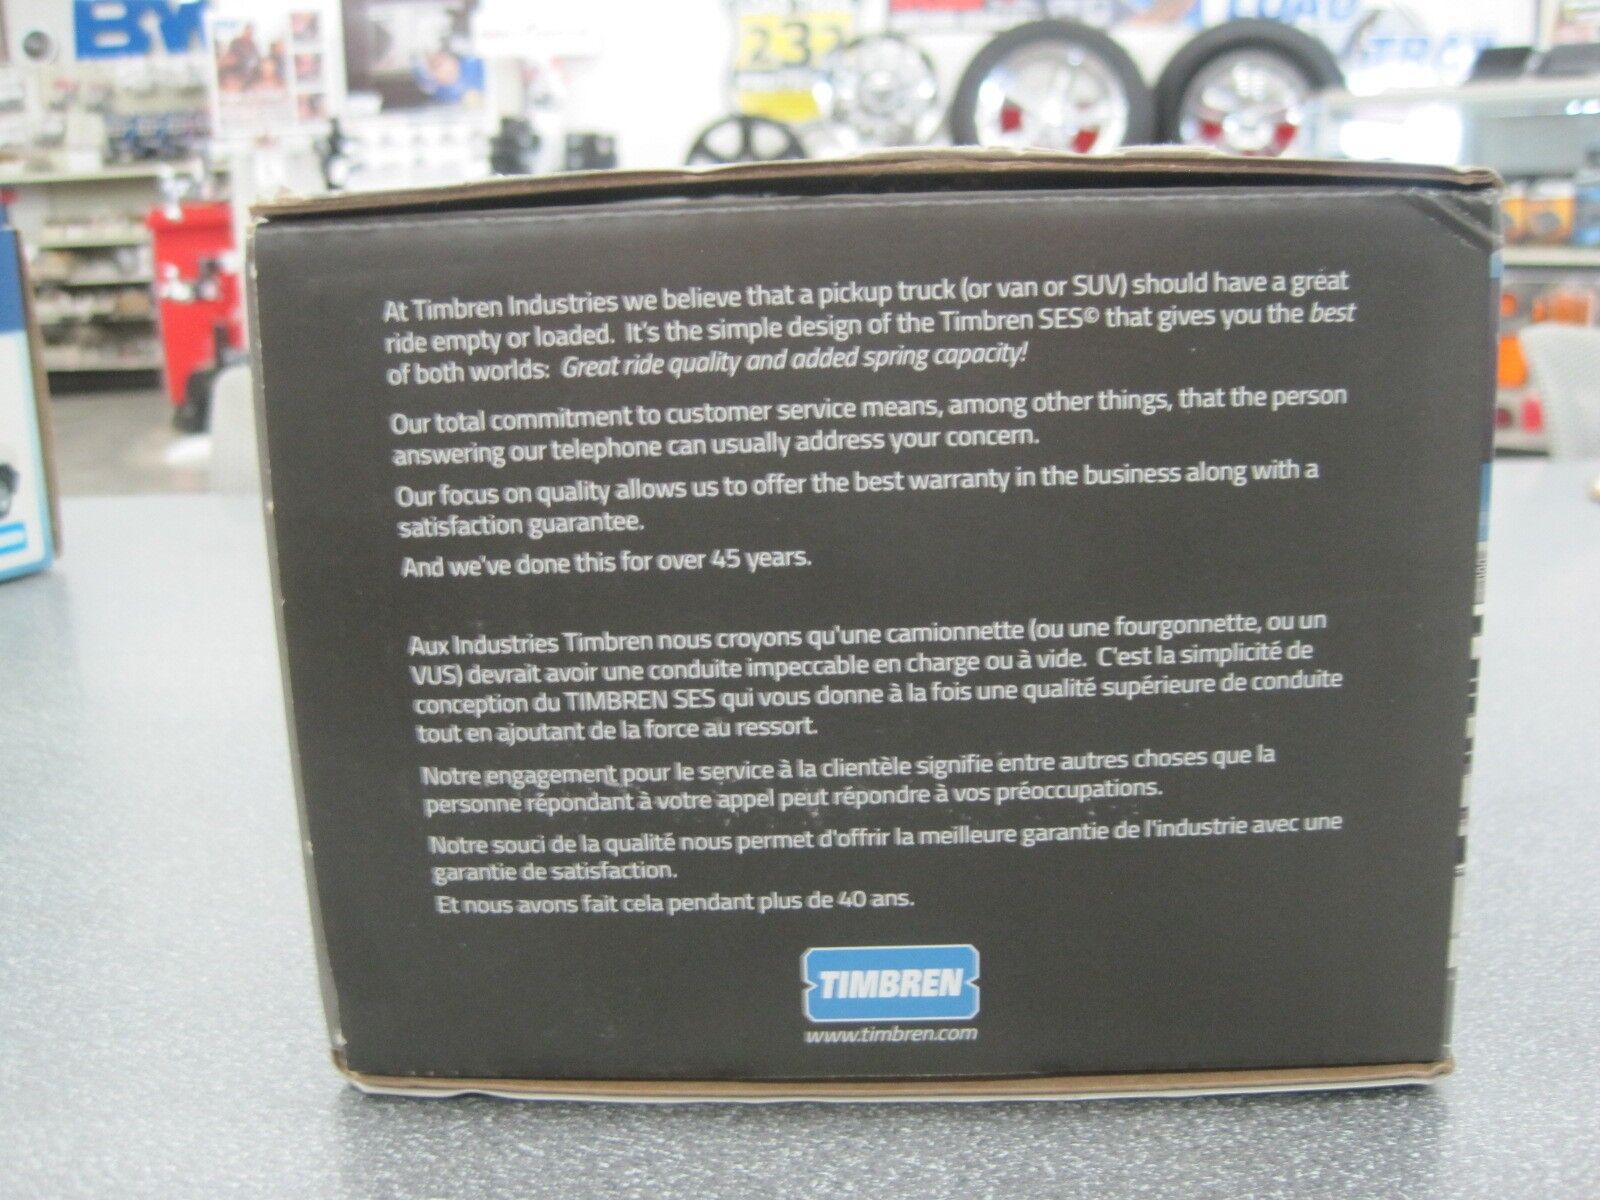 BW
232
LOAD
At Timbren Industries we believe that a pickup truck (or van or SUV) should have a great
ride empty or loaded. It's the simple design of the Timbren SES© that gives you the best
of both worlds: Great ride quality and added spring capacity!
Our total commitment to customer service means, among other things, that the person
answering our telephone can usually address your concern.
Our focus on quality allows us to offer the best warranty in the business along with a
satisfaction guarantee.
And we've done this for over 45 years.
Aux Industries Timbren nous croyons qu'une camionnette (ou une fourgonnette, ou un
VUS) devrait avoir une conduite impeccable en charge ou à vide. C'est la simplicité de
conception du TIMBREN SES qui vous donne à la fois une qualité supérieure de conduite
tout en ajoutant de la force au ressort.
Notre engagement pour le service à la clientèle signifie entre autres choses que la
personne répondant à votre appel peut répondre à vos préoccupations.
Notre souci de la qualité nous permet d'offrir la meilleure garantie de l'industrie avec une
garantie de satisfaction.
Et nous avons fait cela pendant plus de 40 ans.
TIMBREN
www.timbren.com